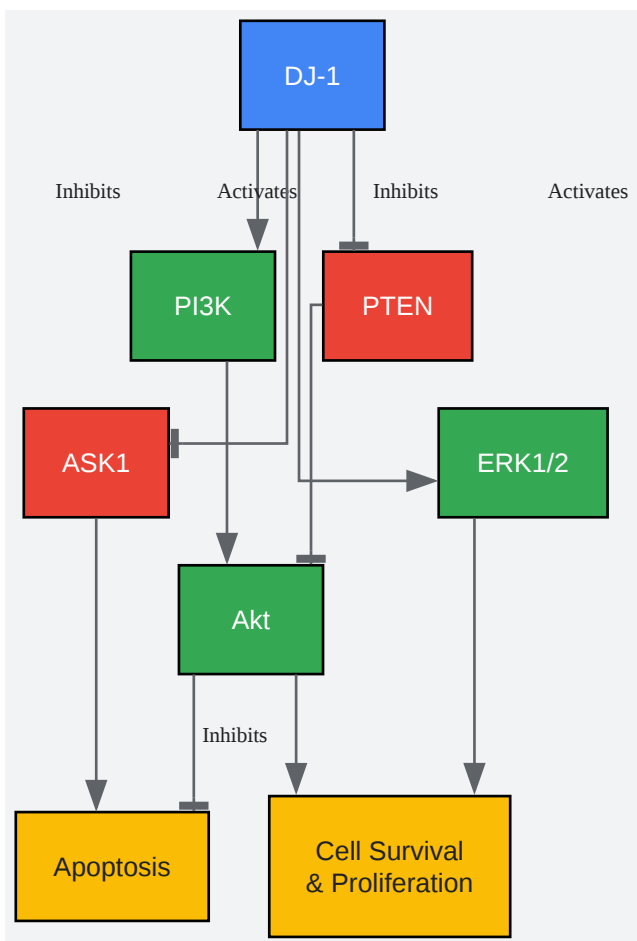 DJ-1
Inhibits
Activates
Inhibits
Activates
PI3K
PTEN
ASK1
ERK1/2
Akt
Inhibits
Apoptosis
Cell Survival
& Proliferation